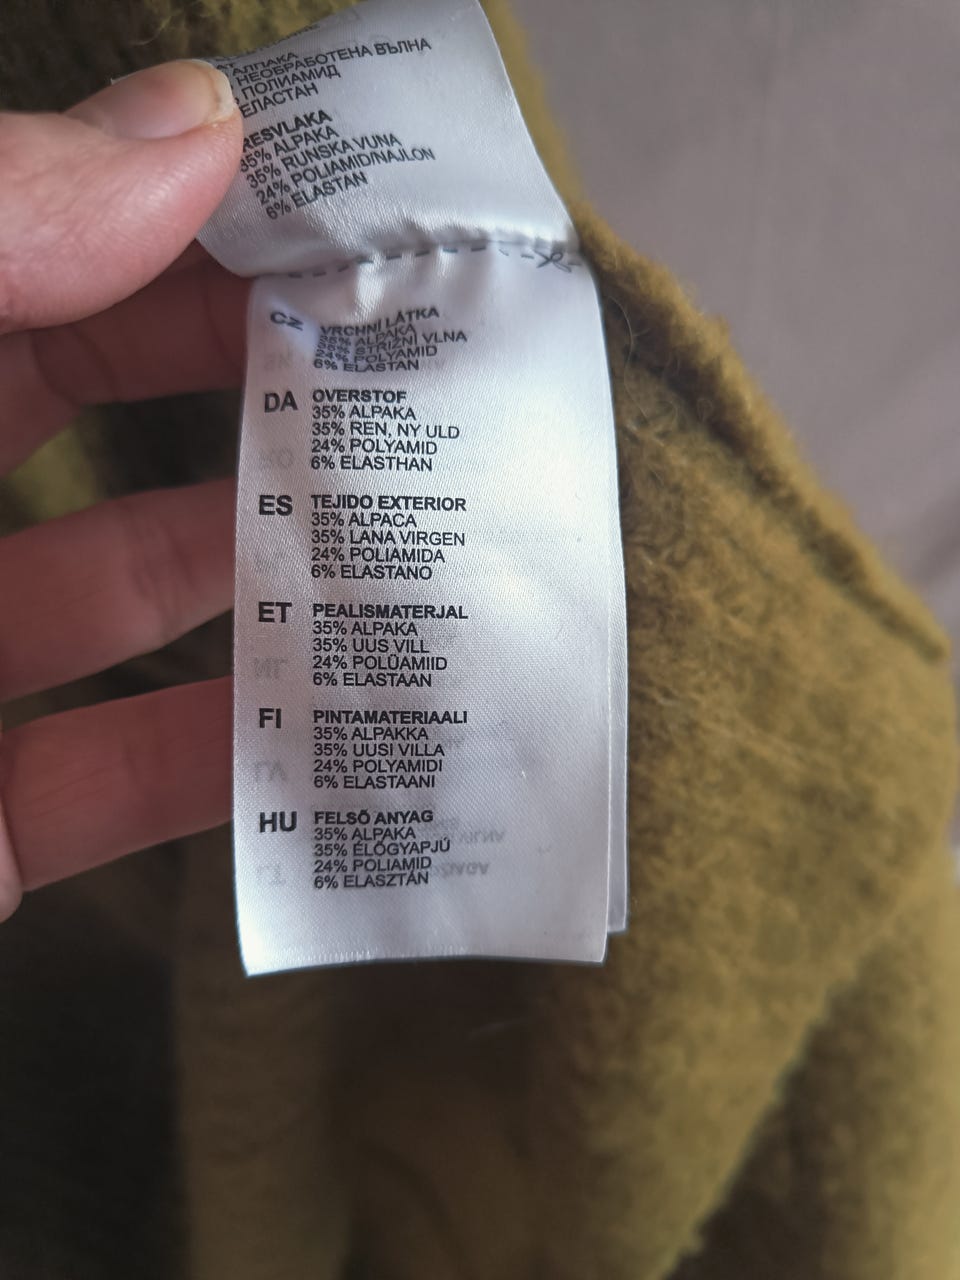 АЛПАКА
НЕОБРАБОТЕНА ВЪЛНА
ПОЛИАМИД
ЕЛАСТАН
RESVLAKA
35% ALPAKA
35% RUNSKA VUNA
24% POLIAMID/NAJLON
6% ELASTAN
CZ VRCHNÍ LÁTKA
35% ALPAKA
STRIŽNÍ VLNA
24% POLYAMID
6% ELASTAN
DA OVERSTOF
35% ALPAKA
35% REN, NY ULD
24% POLYAMID
6% ELASTHAN
ES TEJIDO EXTERIOR
35% ALPACA
35% LANA VIRGEN
24% POLIAMIDA
6% ELASTANO
ET PEALISMATERJAL
35% ALPAKA
35% UUS VILL
24% POLÜAMIID
6% ELASTAAN
FI PINTAMATERIAALI
35% ALPAKKA
35% UUSI VILLA
24% POLYAMIDI
6% ELASTAANI
HU FELSÕ ANYAG
35% ALPAKA
35% ÉLŐGYAPJÚ
24% POLIAMID
6% ELASZTÁN